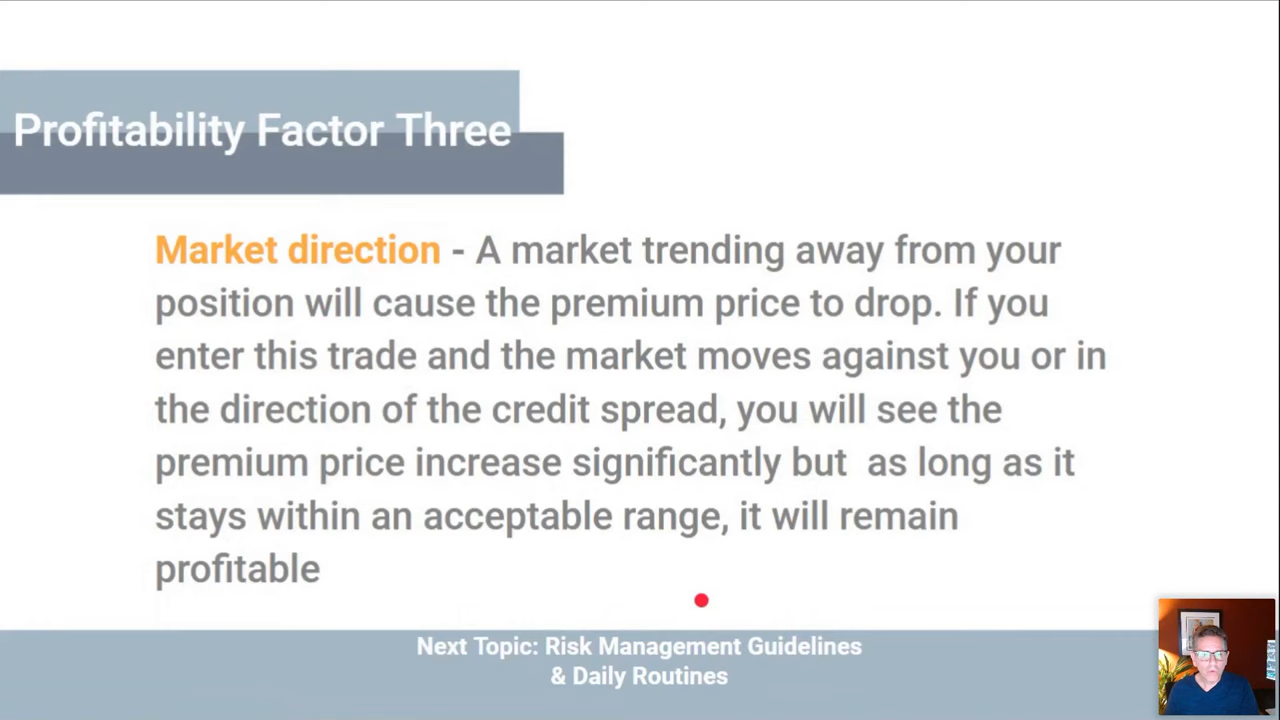 Profitability Factor Three
Market direction - A market trending away from your
position will cause the premium price to drop. If you
enter this trade and the market moves against you or in
the direction of the credit spread, you will see the
premium price increase significantly but  as long as it
stays within an acceptable range, it will remain
profitable
Next Topic: Risk Management Guidelines
& Daily Routines